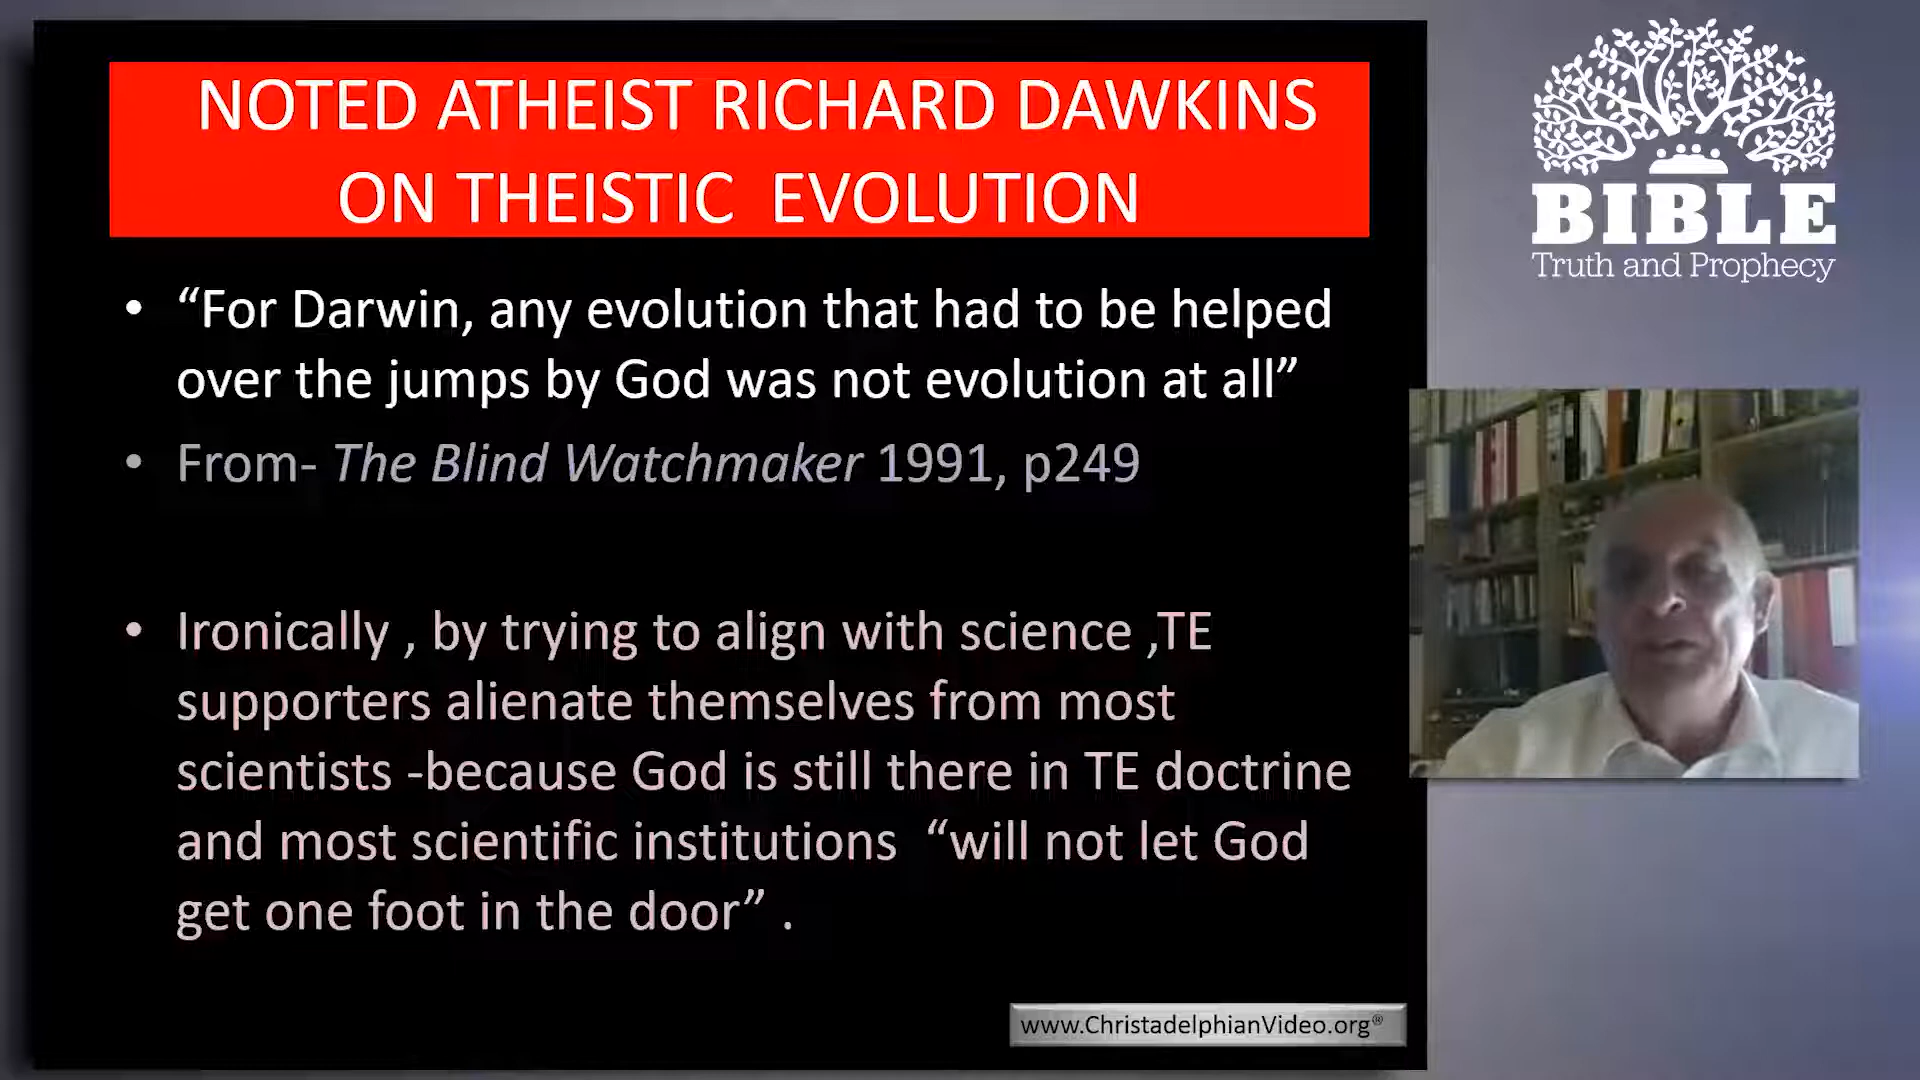 NOTED ATHEIST RICHARD DAWKINS
ON THEISTIC EVOLUTION
• “For Darwin, any evolution that had to be helped
over the jumps by God was not evolution at all”
• From- The Blind Watchmaker 1991, p249
• Ironically , by trying to align with science ,TE
supporters alienate themselves from most
scientists -because God is still there in TE doctrine
and most scientific institutions “will not let God
get one foot in the door” .
www.ChristadelphianVideo.org®
BIBLE
Truth and Prophecy